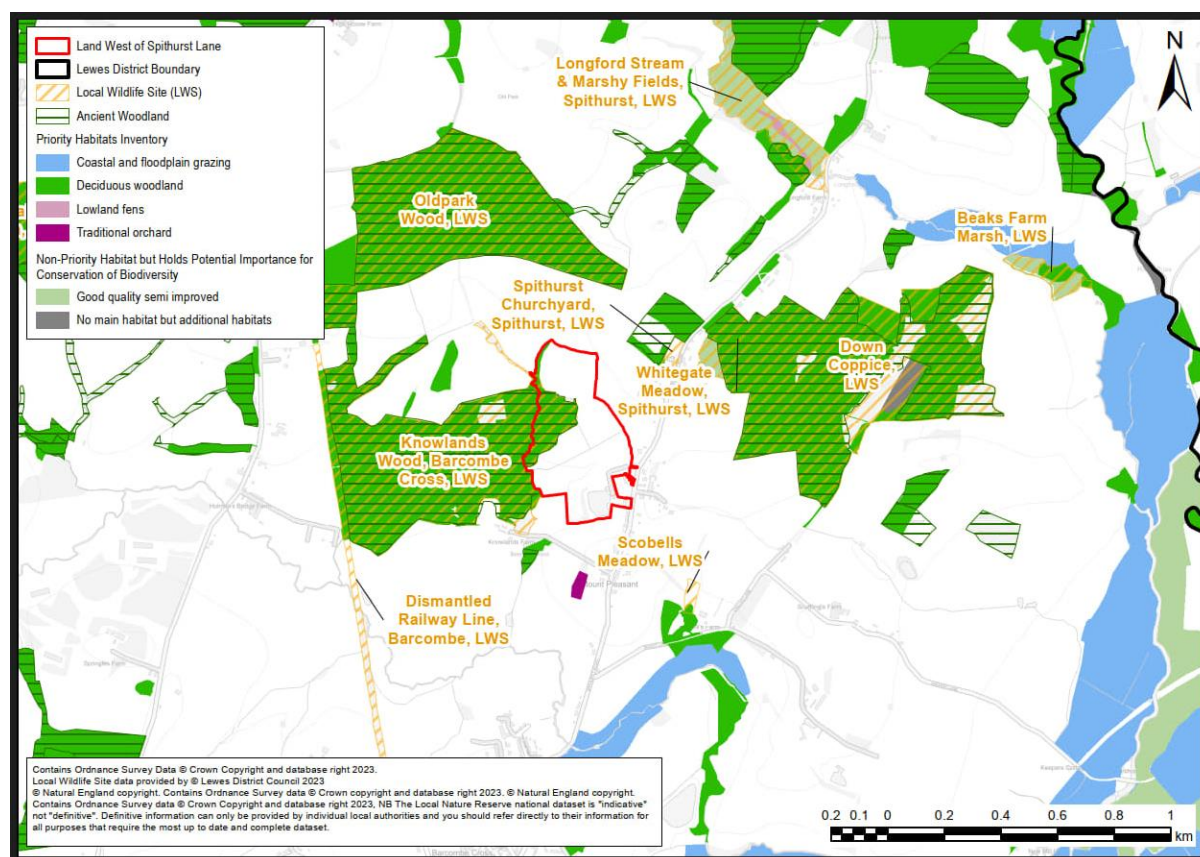 Land West of Spithurst Lane
Lewes District Boundary
Local Wildlife Site (LWS)
Ancient Woodland
Priority Habitats Inventory
Coastal and floodplain grazing
Deciduous woodland
Lowland fens
Traditional orchard
Non-Priority Habitat but Holds Potential Importance for
Conservation of Biodiversity
Good quality semi improved
No main habitat but additional habitats
N
Longford Stream
& Marshy Fields,
Spithurst, LWS
Oldpark
Wood, LWS
Beaks Farm
Marsh, LWS
Spithurst
Churchyard,
Spithurst, LWS
Whitegate
Meadow,
Spithurst, LWS
Down
Coppice,
LWS
Knowlands
Wood, Barcombe
Cross, LWS
Knowlands Farm
Scobells
Meadow, LWS
Mount Pleasant
Dismantled
Railway Line,
Barcombe, LWS
Barcombe Cross
Contains Ordnance Survey Data © Crown Copyright and database right 2023.
Local Wildlife Site data provided by © Lewes District Council 2023
© Natural England copyright. Contains Ordnance Survey data © Crown Copyright and database right 2023. © Natural England copyright.
Contains Ordnance Survey data © Crown Copyright and database right 2023, NB The Local Nature Reserve national dataset is "indicative"
not "definitive". Definitive information can only be provided by individual local authorities and you should refer directly to their information for
all purposes that require the most up to date and complete dataset.
0.2 0.1 0 0.2 0.4 0.6 0.8 1
km